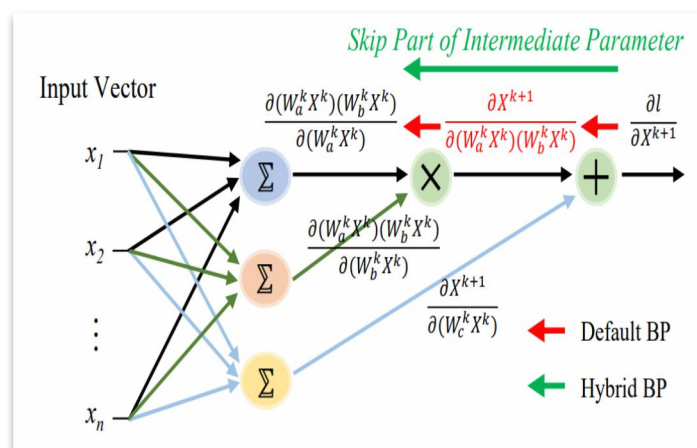 Skip Part of Intermediate Parameter
Input Vector
∂(W_a^k X^k)(W_b^k X^k)
∂(W_a^k X^k)
∂X^{k+1}
∂(W_a^k X^k)(W_b^k X^k)
∂l
∂X^{k+1}
x_1
Σ
×
+
x_2
∂(W_a^k X^k)(W_b^k X^k)
∂(W_b^k X^k)
Σ
∂X^{k+1}
∂(W_c^k X^k)
⋮
Default BP
Σ
Hybrid BP
x_n